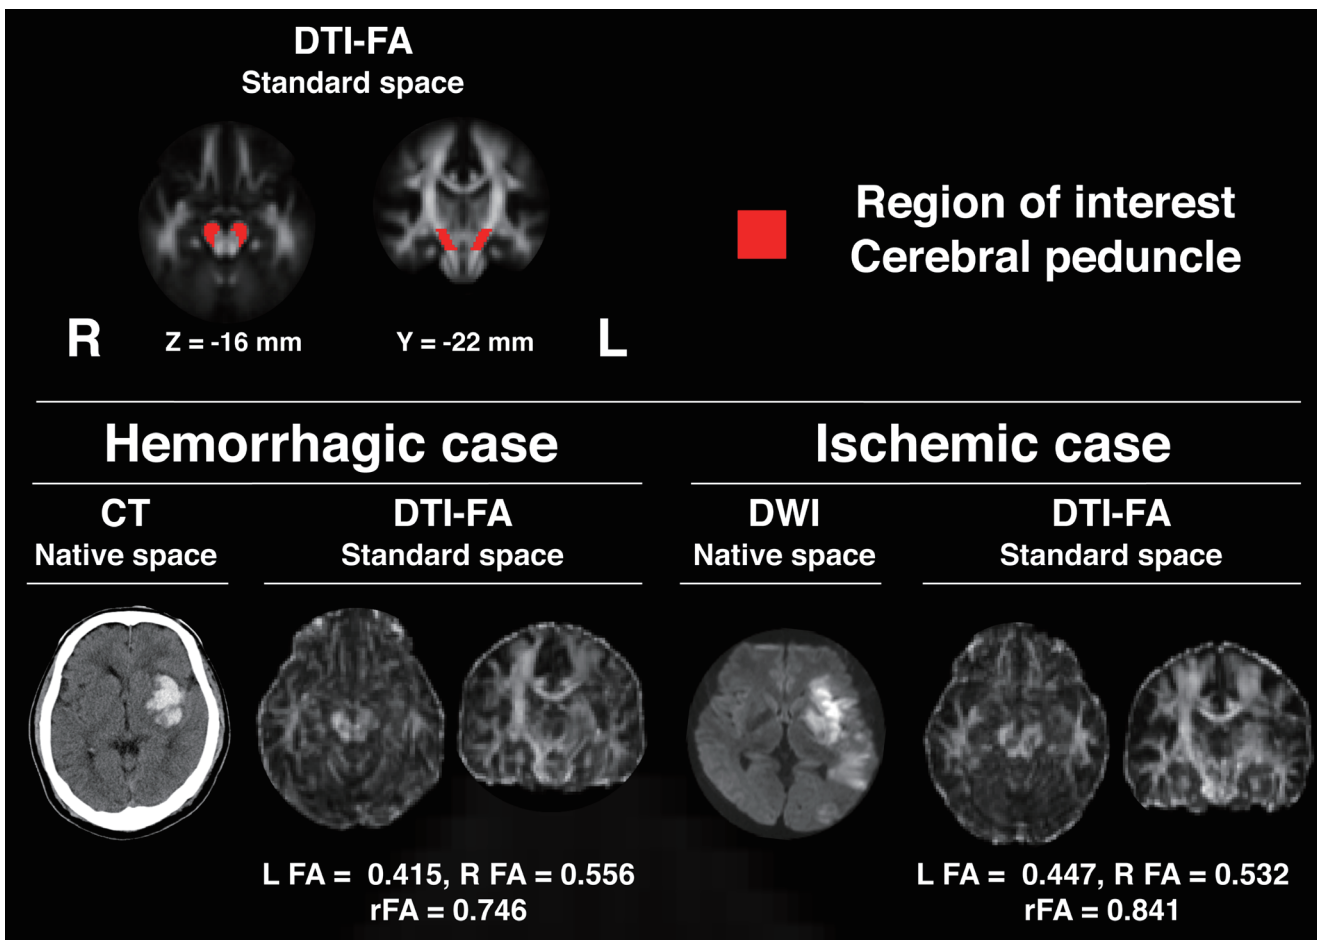 DTI-FA
Standard space
Region of interest
Cerebral peduncle
R
Z = -16 mm
Y = -22 mm
L
Hemorrhagic case
Ischemic case
CT
Native space
DTI-FA
Standard space
DWI
Native space
DTI-FA
Standard space
L FA =  0.415, R FA = 0.556
rFA = 0.746
L FA =  0.447, R FA = 0.532
rFA = 0.841